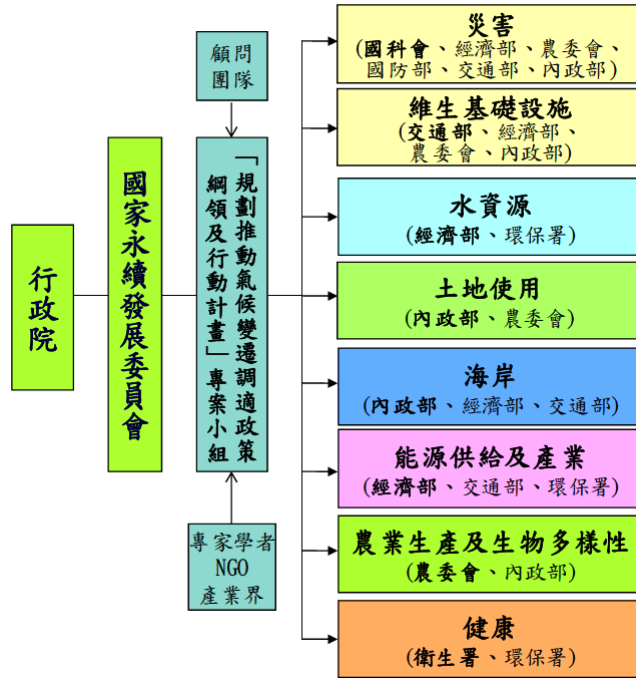 行政院
國家永續發展委員會
顧問
團隊
「規劃推動氣候變遷調適政策
綱領及行動計畫」專案小組
專家學者
NGO
產業界
災害
(國科會、經濟部、農委會、
國防部、交通部、內政部)
維生基礎設施
(交通部、經濟部、
農委會、內政部)
水資源
(經濟部、環保署)
土地使用
(內政部、農委會)
海岸
(內政部、經濟部、交通部)
能源供給及產業
(經濟部、交通部、環保署)
農業生產及生物多樣性
(農委會、內政部)
健康
(衛生署、環保署)